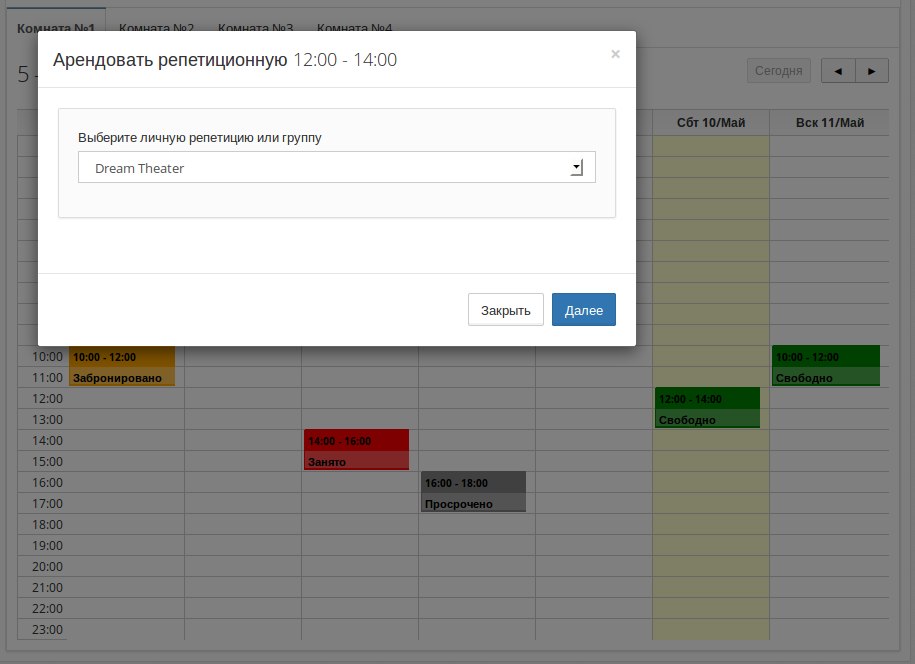 Комната №1 Комната №2 Комната №3 Комната №4
Арендовать репетиционную 12:00 - 14:00 ×
5 - Сегодня ◄ ►
Выберите личную репетицию или группу
Dream Theater
Закрыть Далее
Сбт 10/Май Вск 11/Май
10:00 10:00 - 12:00 10:00 - 12:00
11:00 Забронировано Свободно
12:00 12:00 - 14:00
13:00 Свободно
14:00 14:00 - 16:00
15:00 Занято
16:00 16:00 - 18:00
17:00 Просрочено
18:00
19:00
20:00
21:00
22:00
23:00